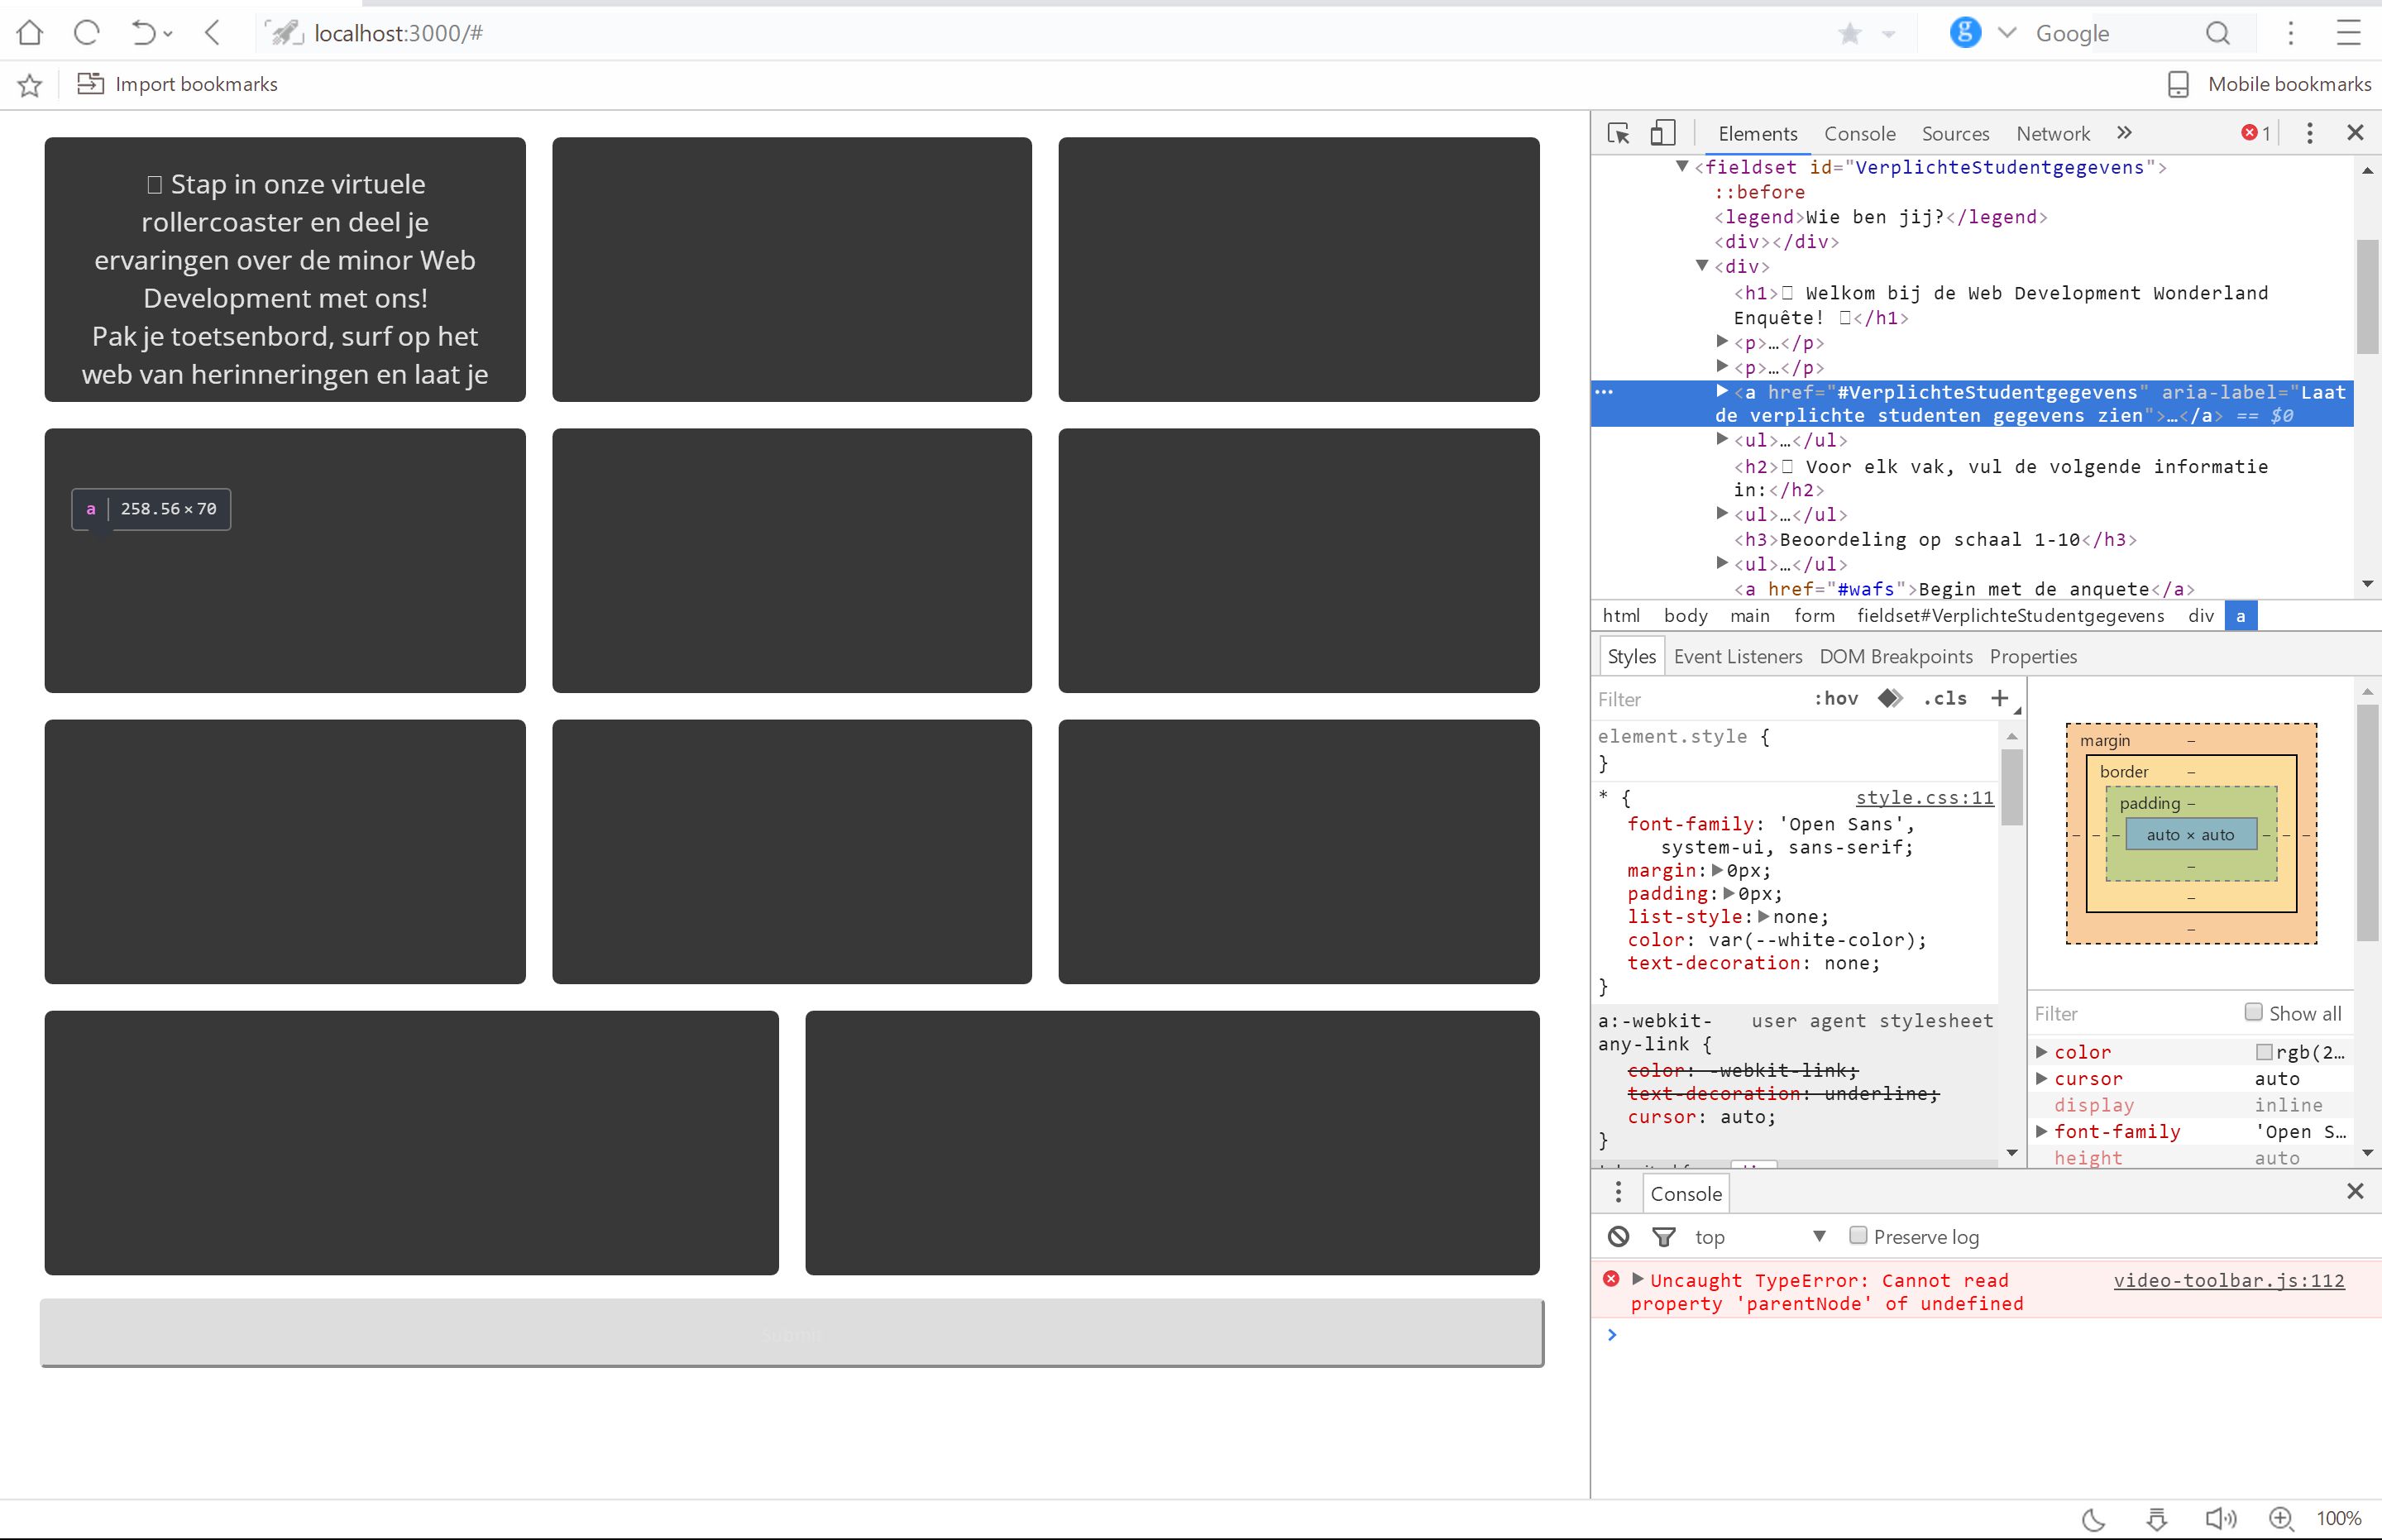 localhost:3000/#
Google
Import bookmarks
Mobile bookmarks
Stap in onze virtuele
rollercoaster en deel je
ervaringen over de minor Web
Development met ons!
Pak je toetsenbord, surf op het
web van herinneringen en laat je
a 258.56 × 70
Submit
Elements Console Sources Network » 1
<fieldset id="VerplichteStudentgegevens">
::before
<legend>Wie ben jij?</legend>
<div></div>
<div>
<h1>▯ Welkom bij de Web Development Wonderland
Enquête! ▯</h1>
<p>…</p>
<p>…</p>
<a href="#VerplichteStudentgegevens" aria-label="Laat
de verplichte studenten gegevens zien">…</a> == $0
<ul>…</ul>
<h2>▯ Voor elk vak, vul de volgende informatie
in:</h2>
<ul>…</ul>
<h3>Beoordeling op schaal 1-10</h3>
<ul>…</ul>
<a href="#wafs">Begin met de anquete</a>
html body main form fieldset#VerplichteStudentgegevens div a
Styles Event Listeners DOM Breakpoints Properties
Filter :hov .cls +
element.style {
}
* { style.css:11
font-family: 'Open Sans',
system-ui, sans-serif;
margin: 0px;
padding: 0px;
list-style: none;
color: var(--white-color);
text-decoration: none;
}
a:-webkit- user agent stylesheet
any-link {
color: -webkit-link;
text-decoration: underline;
cursor: auto;
}
margin –
border –
padding –
– – – auto × auto – – –
–
–
–
Filter Show all
color rgb(2…
cursor auto
display inline
font-family 'Open S…
height auto
Console
top Preserve log
Uncaught TypeError: Cannot read video-toolbar.js:112
property 'parentNode' of undefined
100%